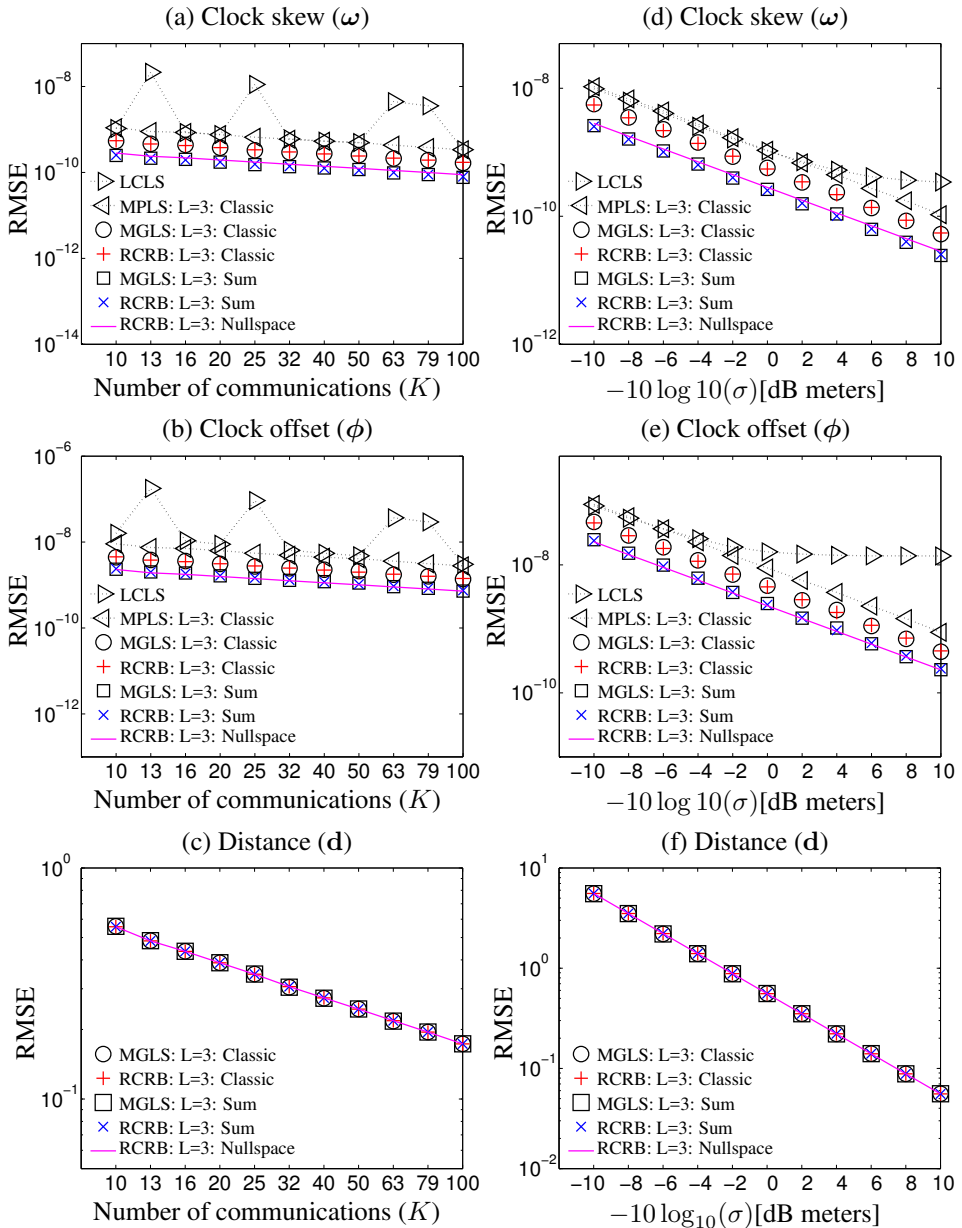 (a) Clock skew (ω)
RMSE
10⁻⁸
10⁻¹⁰
10⁻¹²
10⁻¹⁴
LCLS
MPLS: L=3: Classic
MGLS: L=3: Classic
RCRB: L=3: Classic
MGLS: L=3: Sum
RCRB: L=3: Sum
RCRB: L=3: Nullspace
10 13 16 20 25 32 40 50 63 79 100
Number of communications (K)
(d) Clock skew (ω)
RMSE
10⁻⁸
10⁻¹⁰
10⁻¹²
LCLS
MPLS: L=3: Classic
MGLS: L=3: Classic
RCRB: L=3: Classic
MGLS: L=3: Sum
RCRB: L=3: Sum
RCRB: L=3: Nullspace
−10 −8 −6 −4 −2 0 2 4 6 8 10
−10 log 10(σ)[dB meters]
(b) Clock offset (ϕ)
RMSE
10⁻⁶
10⁻⁸
10⁻¹⁰
10⁻¹²
LCLS
MPLS: L=3: Classic
MGLS: L=3: Classic
RCRB: L=3: Classic
MGLS: L=3: Sum
RCRB: L=3: Sum
RCRB: L=3: Nullspace
10 13 16 20 25 32 40 50 63 79 100
Number of communications (K)
(e) Clock offset (ϕ)
RMSE
10⁻⁸
10⁻¹⁰
LCLS
MPLS: L=3: Classic
MGLS: L=3: Classic
RCRB: L=3: Classic
MGLS: L=3: Sum
RCRB: L=3: Sum
RCRB: L=3: Nullspace
−10 −8 −6 −4 −2 0 2 4 6 8 10
−10 log 10(σ)[dB meters]
(c) Distance (d)
RMSE
10⁰
10⁻¹
MGLS: L=3: Classic
RCRB: L=3: Classic
MGLS: L=3: Sum
RCRB: L=3: Sum
RCRB: L=3: Nullspace
10 13 16 20 25 32 40 50 63 79 100
Number of communications (K)
(f) Distance (d)
RMSE
10¹
10⁰
10⁻¹
10⁻²
MGLS: L=3: Classic
RCRB: L=3: Classic
MGLS: L=3: Sum
RCRB: L=3: Sum
RCRB: L=3: Nullspace
−10 −8 −6 −4 −2 0 2 4 6 8 10
−10 log₁₀(σ)[dB meters]